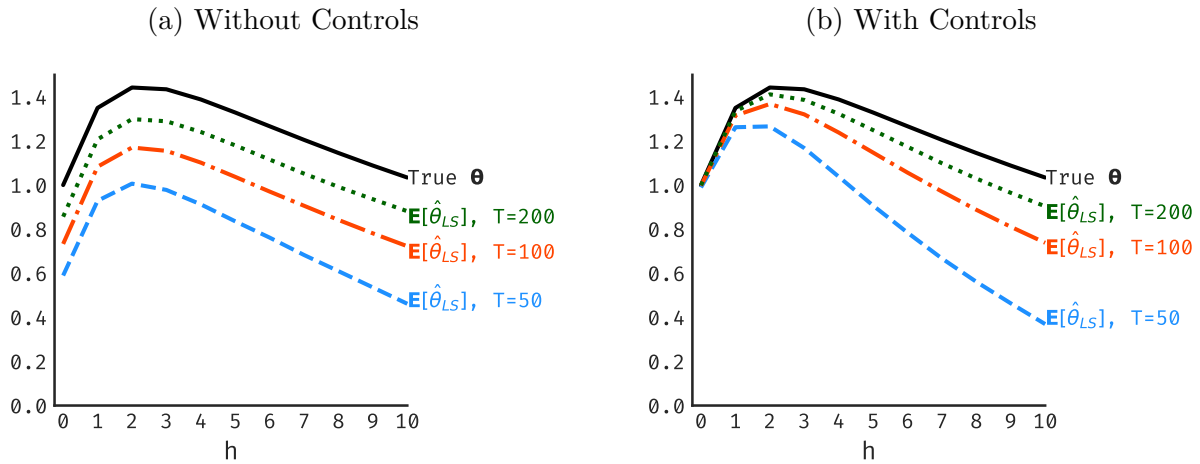 (a) Without Controls
1.4
1.2
1.0
0.8
0.6
0.4
0.2
0.0
True θ
E[θ̂_LS], T=200
E[θ̂_LS], T=100
E[θ̂_LS], T=50
0 1 2 3 4 5 6 7 8 9 10
h
(b) With Controls
1.4
1.2
1.0
0.8
0.6
0.4
0.2
0.0
True θ
E[θ̂_LS], T=200
E[θ̂_LS], T=100
E[θ̂_LS], T=50
0 1 2 3 4 5 6 7 8 9 10
h